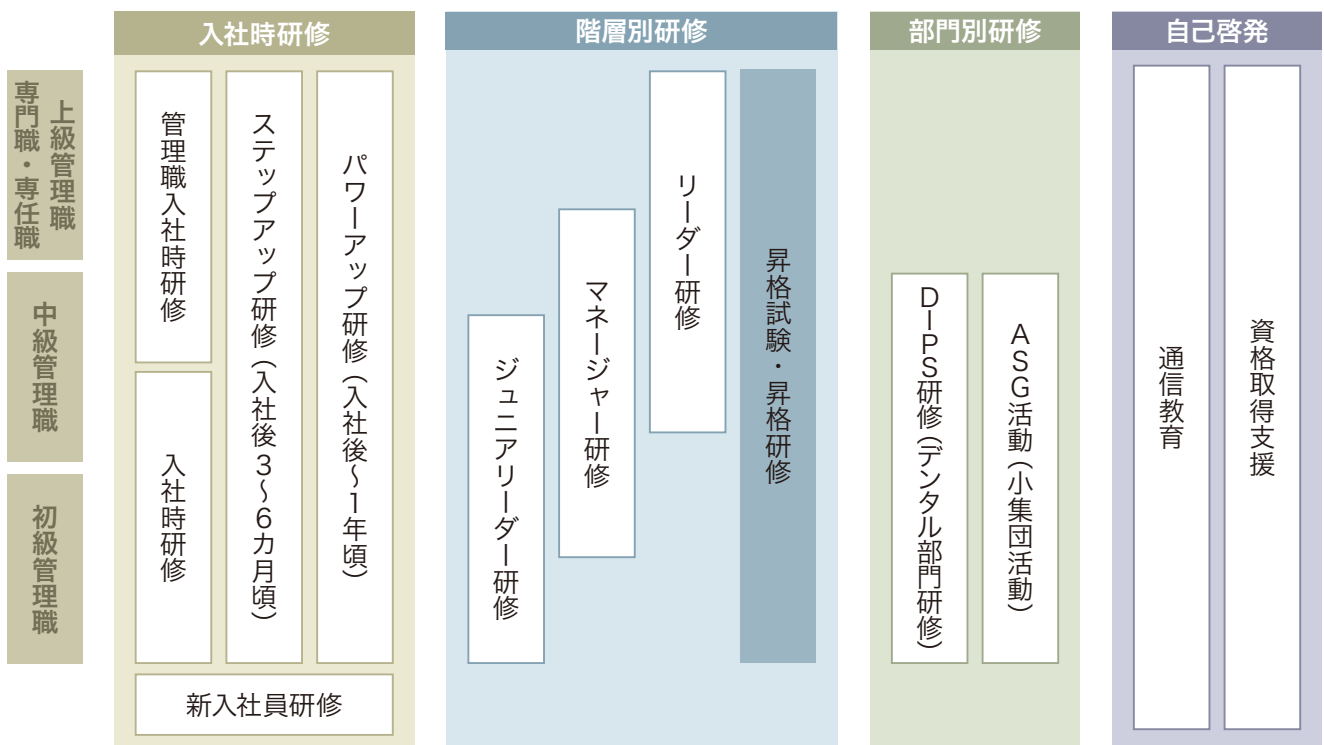 入社時研修
階層別研修
部門別研修
自己啓発
上級管理職
専門職・専任職
中級管理職
初級管理職
管理職入社時研修
入社時研修
ステップアップ研修（入社後3〜6カ月頃）
パワーアップ研修（入社後〜1年頃）
新入社員研修
ジュニアリーダー研修
マネージャー研修
リーダー研修
昇格試験・昇格研修
DIPS研修（デンタル部門研修）
ASG活動（小集団活動）
通信教育
資格取得支援